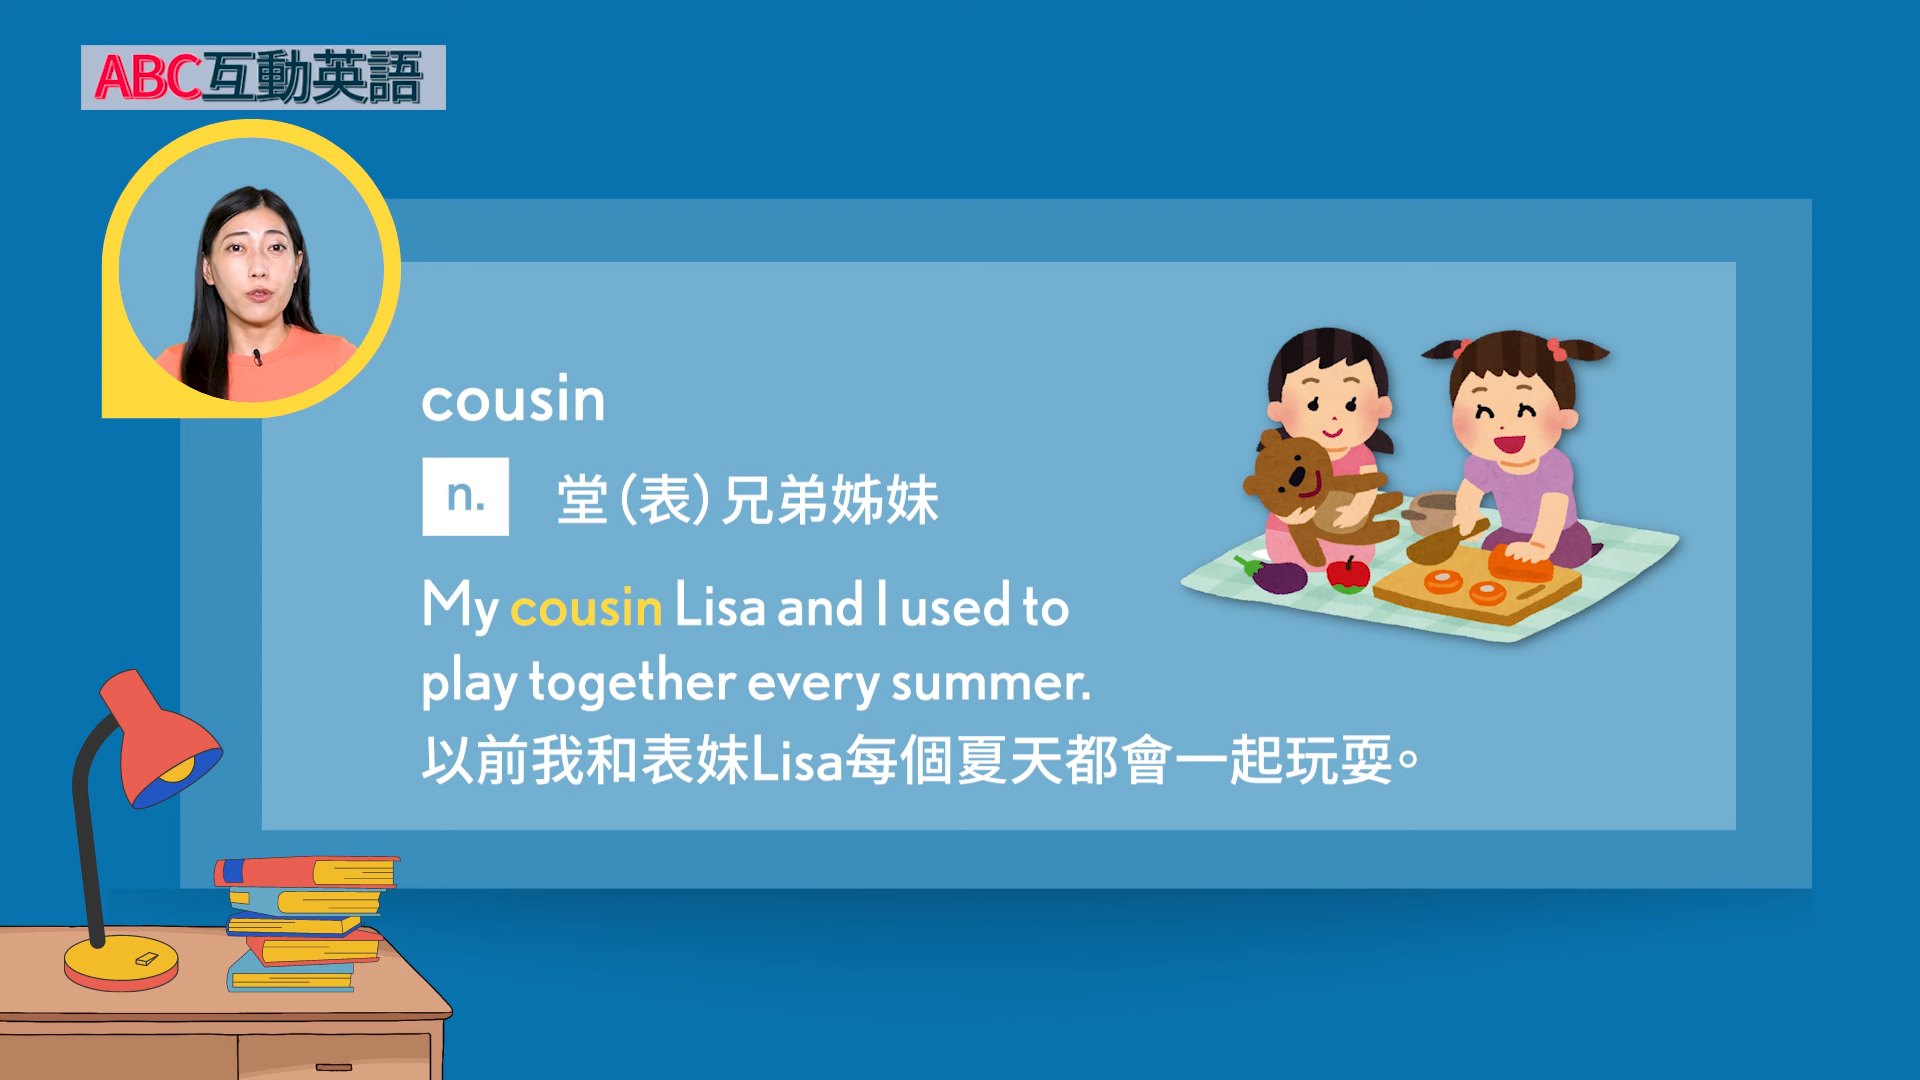 ABC互動英語
cousin
n. 堂(表)兄弟姊妹
My cousin Lisa and I used to
play together every summer.
以前我和表妹Lisa每個夏天都會一起玩耍。